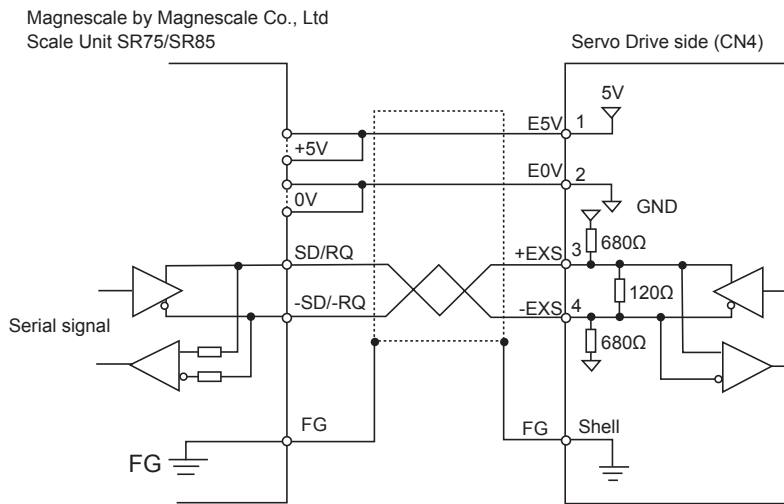 Magnescale by Magnescale Co., Ltd
Scale Unit SR75/SR85
Servo Drive side (CN4)
5V
E5V 1
+5V
E0V 2
0V
GND
680Ω
SD/RQ
+EXS 3
120Ω
-SD/-RQ
-EXS 4
Serial signal
680Ω
FG
FG Shell
FG